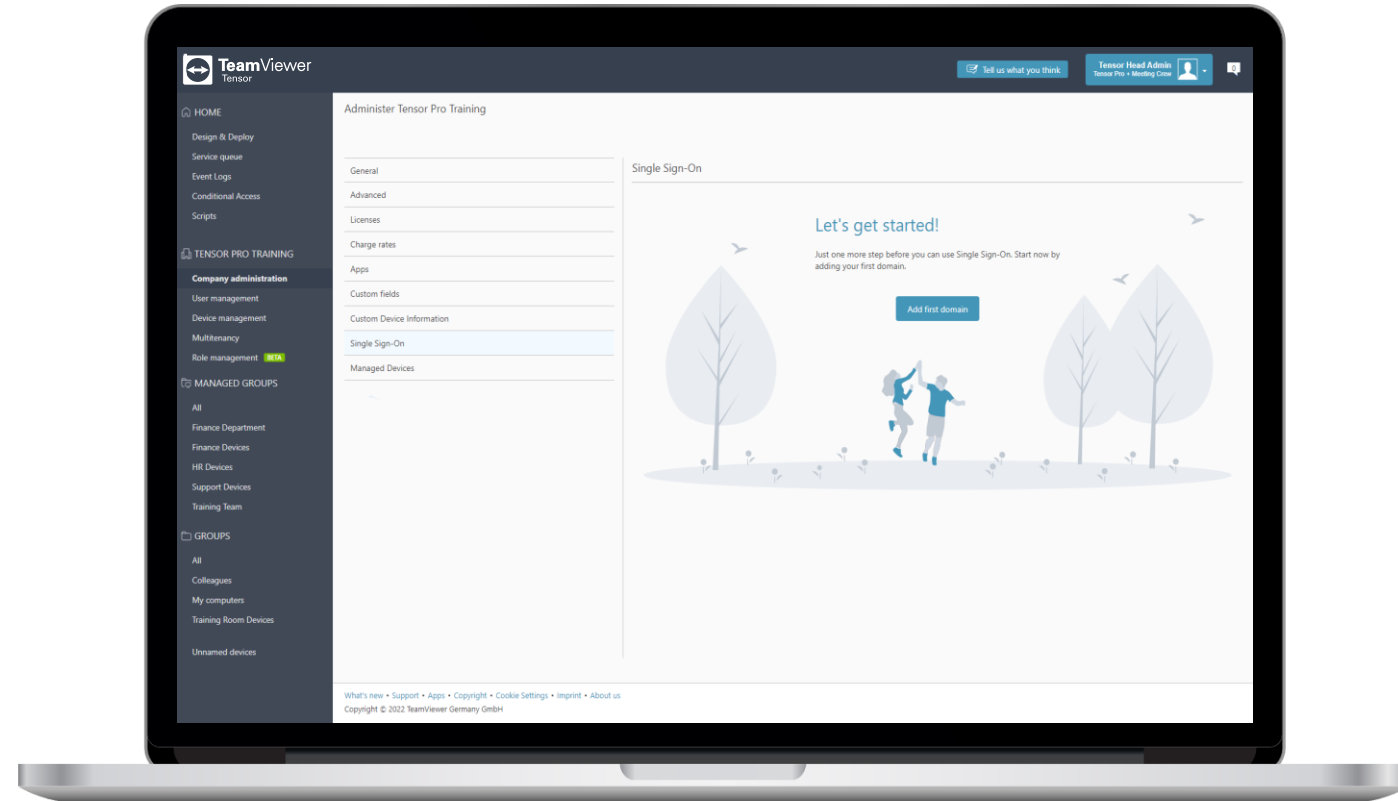 TeamViewer
Tensor
Tell us what you think
Tensor Head Admin
Tensor Pro + Meeting Crew
0
HOME
Design & Deploy
Service queue
Event Logs
Conditional Access
Scripts
TENSOR PRO TRAINING
Company administration
User management
Device management
Multitenancy
Role management BETA
MANAGED GROUPS
All
Finance Department
Finance Devices
HR Devices
Support Devices
Training Team
GROUPS
All
Colleagues
My computers
Training Room Devices
Unnamed devices
Administer Tensor Pro Training
General
Advanced
Licenses
Charge rates
Apps
Custom fields
Custom Device Information
Single Sign-On
Managed Devices
Single Sign-On
Let's get started!
Just one more step before you can use Single Sign-On. Start now by
adding your first domain.
Add first domain
What's new • Support • Apps • Copyright • Cookie Settings • Imprint • About us
Copyright © 2022 TeamViewer Germany GmbH